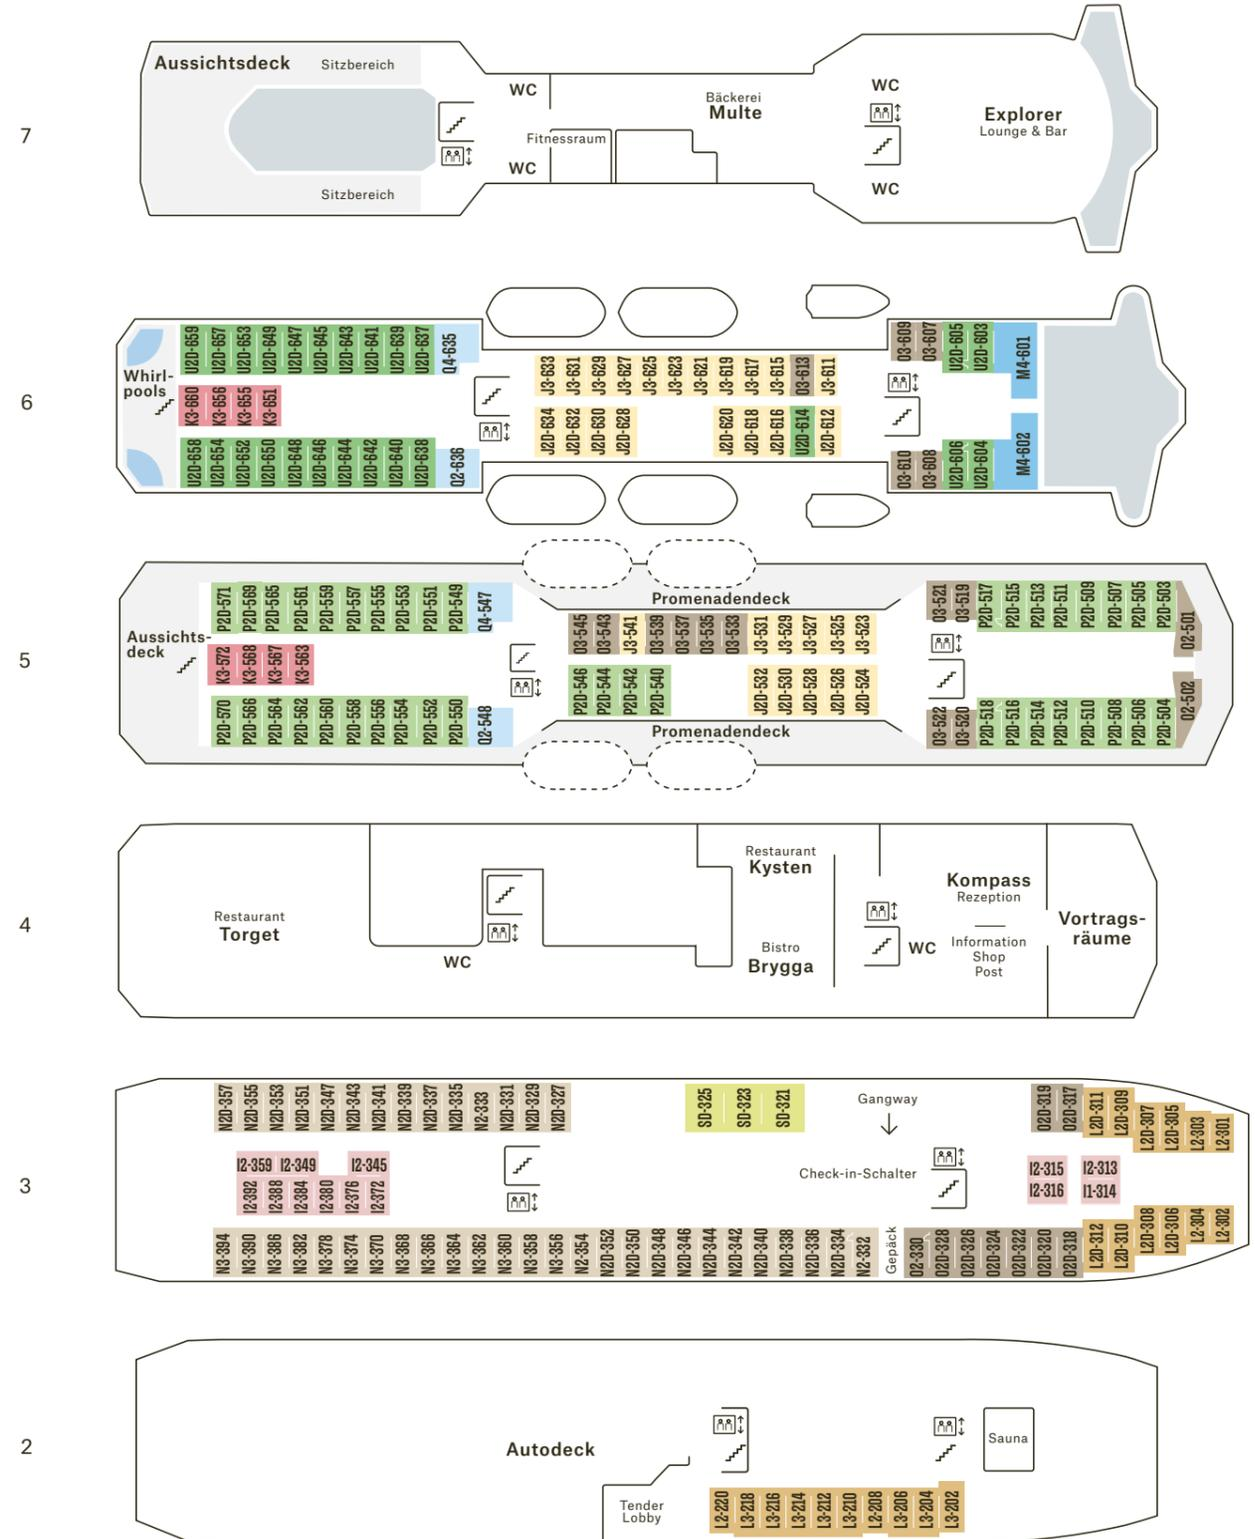 7
Aussichtsdeck
Sitzbereich
WC
Fitnessraum
WC
Sitzbereich
Bäckerei
Multe
WC
WC
Explorer
Lounge & Bar
6
Whirl-
pools
U2D-659 U2D-657 U2D-653 U2D-649 U2D-647 U2D-645 U2D-643 U2D-641 U2D-639 U2D-637 Q4-635
K3-660 K3-656 K3-655 K3-651
U2D-658 U2D-654 U2D-652 U2D-650 U2D-648 U2D-646 U2D-644 U2D-642 U2D-640 U2D-638 Q2-636
J3-633 J3-631 J3-629 J3-627 J3-625 J3-623 J3-621 J3-619 J3-617 J3-615 O3-613 J3-611
J2D-634 J2D-632 J2D-630 J2D-628 J2D-620 J2D-618 J2D-616 U2D-614 J2D-612
O3-609 O3-607 U2D-605 U2D-603 M4-601
O3-610 O3-608 U2D-606 U2D-604 M4-602
5
Aussichts-
deck
P2D-571 P2D-569 P2D-565 P2D-561 P2D-559 P2D-557 P2D-555 P2D-553 P2D-551 P2D-549 Q4-547
K3-572 K3-568 K3-567 K3-563
P2D-570 P2D-566 P2D-564 P2D-562 P2D-560 P2D-558 P2D-556 P2D-554 P2D-552 P2D-550 Q2-548
Promenadendeck
O3-545 O3-543 J3-541 O3-539 O3-537 O3-535 O3-533 J3-531 J3-529 J3-527 J3-525 J3-523
P2D-546 P2D-544 P2D-542 P2D-540 J2D-532 J2D-530 J2D-528 J2D-526 J2D-524
Promenadendeck
O3-521 O3-519 P2D-517 P2D-515 P2D-513 P2D-511 P2D-509 P2D-507 P2D-505 P2D-503 O2-501
O3-522 O3-520 P2D-518 P2D-516 P2D-514 P2D-512 P2D-510 P2D-508 P2D-506 P2D-504 O2-502
4
Restaurant
Torget
WC
Restaurant
Kysten
Bistro
Brygga
WC
Kompass
Rezeption
Information
Shop
Post
Vortrags-
räume
3
N2D-357 N2D-355 N2D-353 N2D-351 N2D-347 N2D-343 N2D-341 N2D-339 N2D-337 N2D-335 N2-333 N2D-331 N2D-329 N2D-327
SD-325 SD-323 SD-321
Gangway
O2D-319 O2D-317 L2D-311 L2D-309 L2D-307 L2D-305 L2-303 L2-301
I2-359 I2-349 I2-345
I2-392 I2-388 I2-384 I2-380 I2-376 I2-372
Check-in-Schalter
I2-315 I2-313
I2-316 I1-314
N3-394 N3-390 N3-386 N3-382 N3-378 N3-374 N3-370 N3-368 N3-366 N3-364 N3-362 N3-360 N3-358 N2-356 N2-354 N2D-352 N2D-350 N2D-348 N2D-346 N2D-344 N2D-342 N2D-340 N2D-338 N2D-336 N2D-334 N2-332
Gepäck
O2-330 O2D-328 O2D-326 O2D-324 O2D-322 O2D-320 O2D-318 L2D-312 L2D-310 L2D-308 L2D-306 L2-304 L2-302
2
Autodeck
Tender
Lobby
Sauna
L2-220 L3-218 L3-216 L3-214 L3-212 L3-210 L2-208 L3-206 L3-204 L3-202